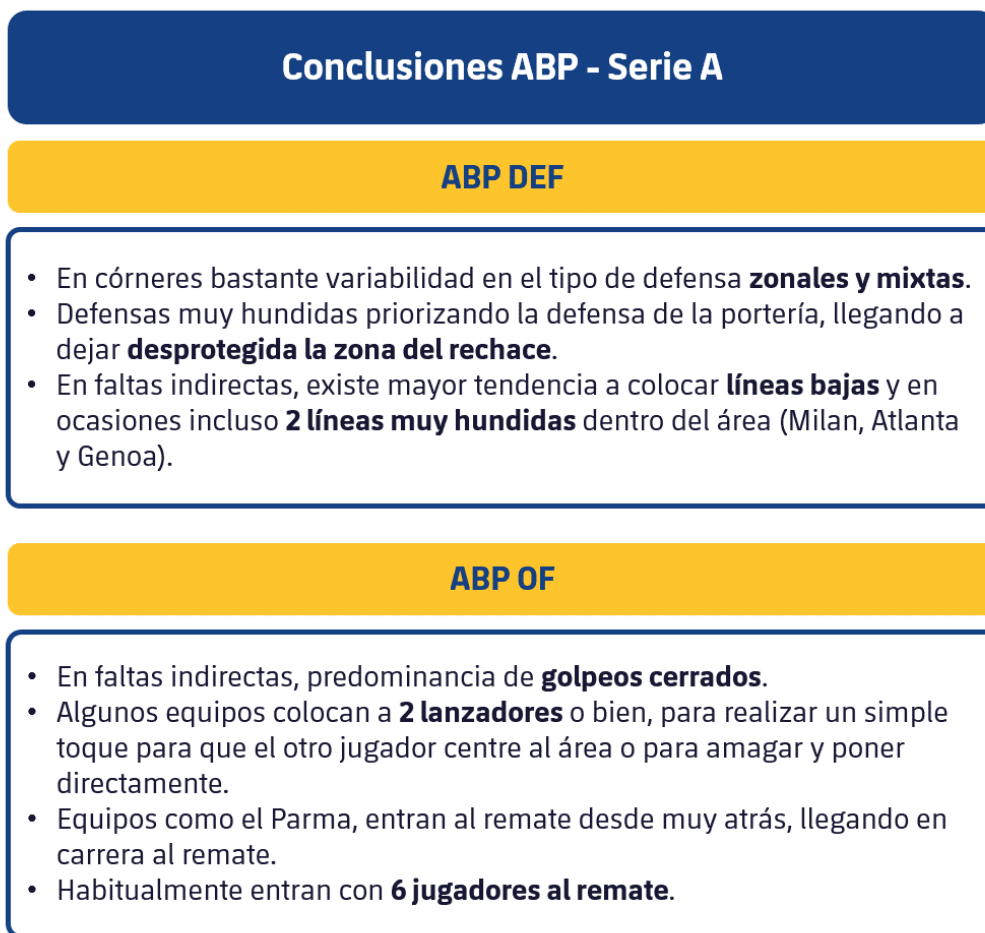 Conclusiones ABP - Serie A
ABP DEF
• En córneres bastante variabilidad en el tipo de defensa zonales y mixtas.
• Defensas muy hundidas priorizando la defensa de la portería, llegando a
dejar desprotegida la zona del rechace.
• En faltas indirectas, existe mayor tendencia a colocar líneas bajas y en
ocasiones incluso 2 líneas muy hundidas dentro del área (Milan, Atlanta
y Genoa).
ABP OF
• En faltas indirectas, predominancia de golpeos cerrados.
• Algunos equipos colocan a 2 lanzadores o bien, para realizar un simple
toque para que el otro jugador centre al área o para amagar y poner
directamente.
• Equipos como el Parma, entran al remate desde muy atrás, llegando en
carrera al remate.
• Habitualmente entran con 6 jugadores al remate.